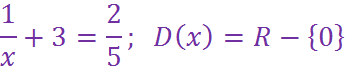 1/x + 3 = 2/5; D(x) = R − {0}